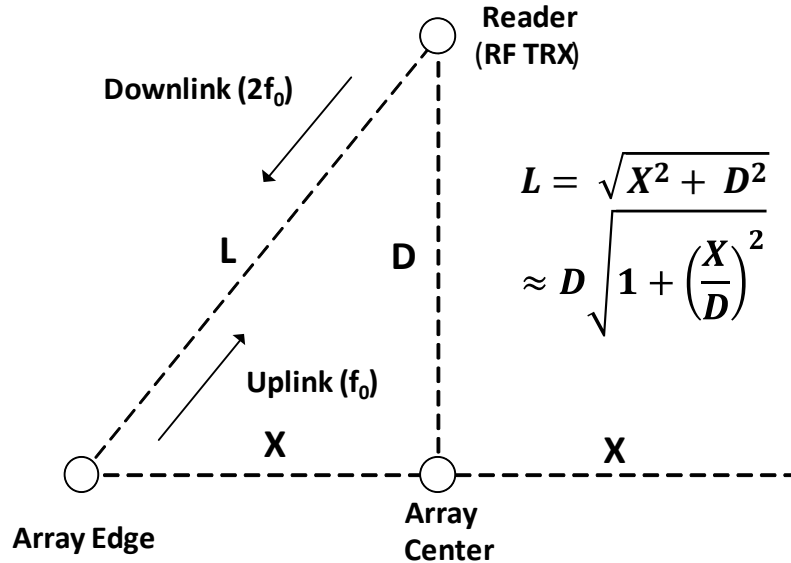 Reader
(RF TRX)
Downlink (2f₀)
L = √(X² + D²)
L
D
≈ D√(1 + (X/D)²)
Uplink (f₀)
X
X
Array Edge
Array
Center